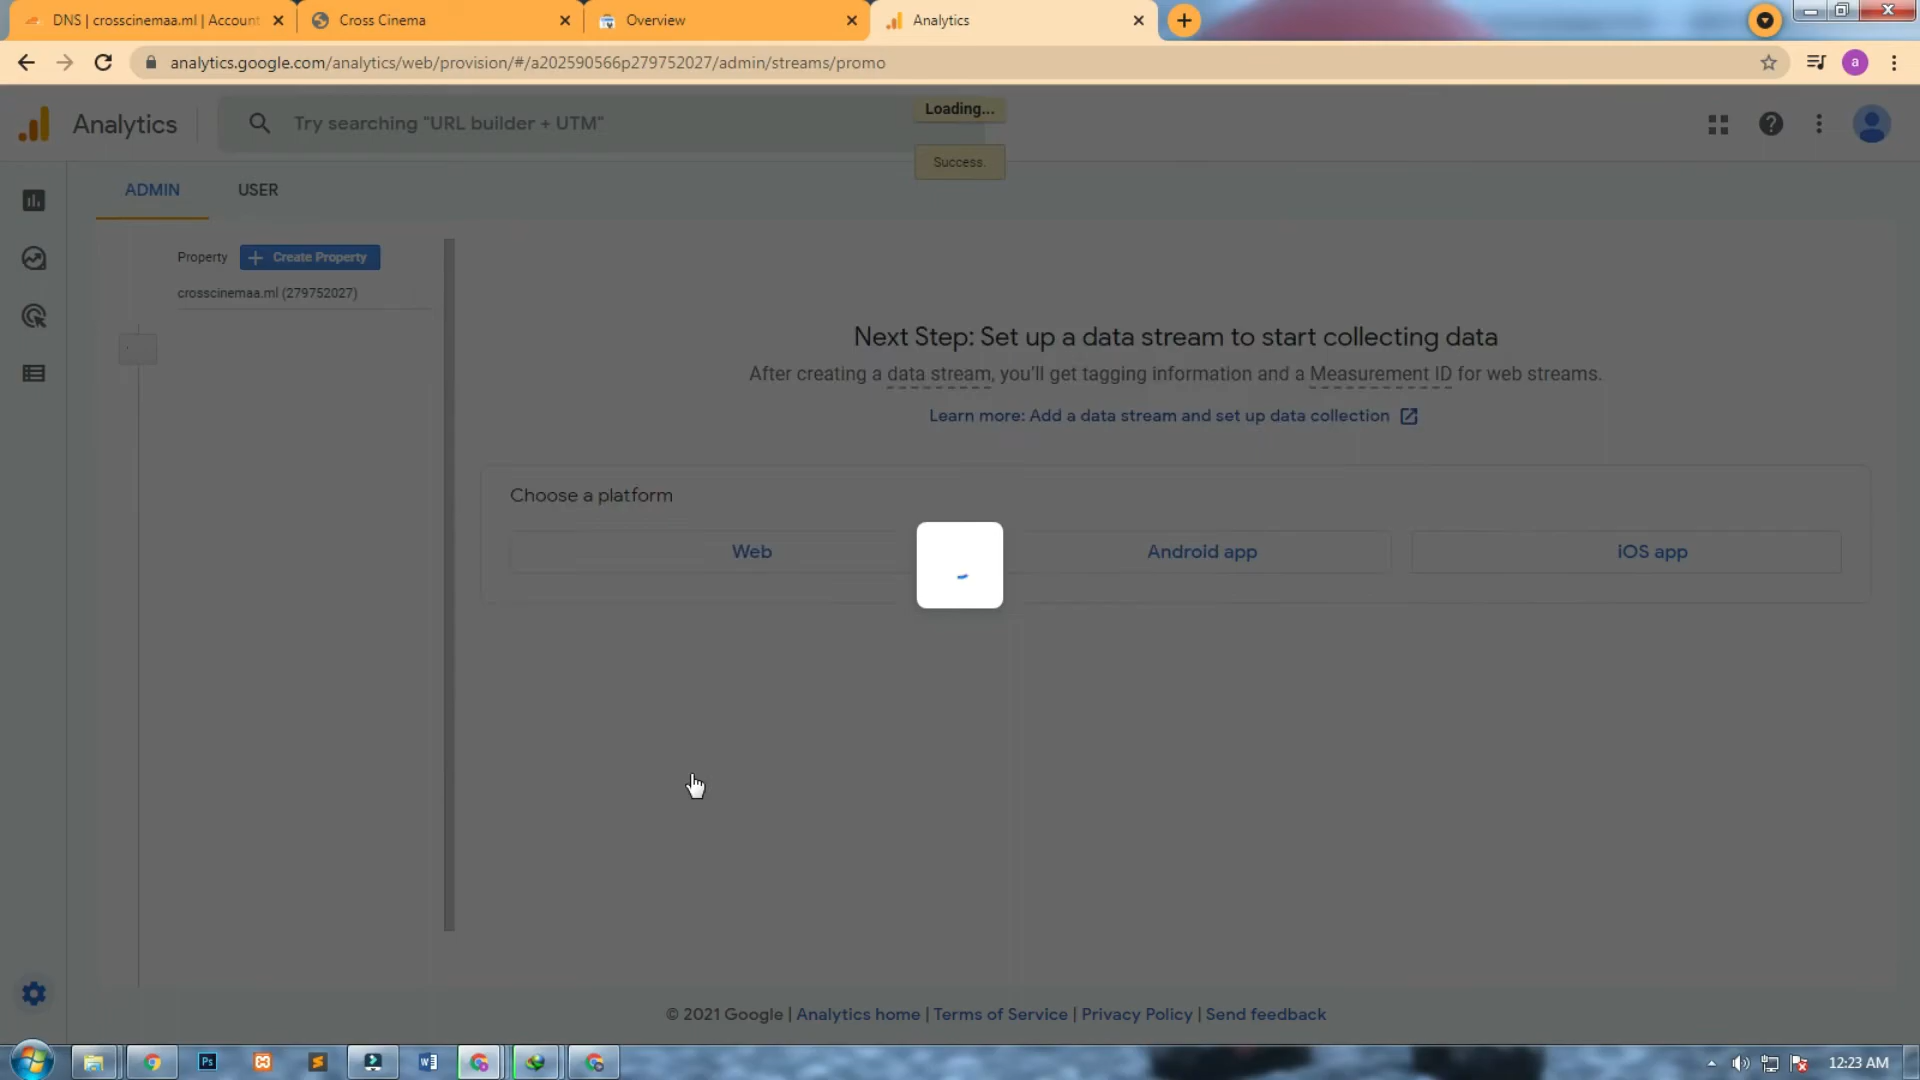 DNS | crosscinemaa.ml | Account
Cross Cinema
Overview
Analytics
analytics.google.com/analytics/web/provision/#/a202590566p279752027/admin/streams/promo
a
Analytics
Try searching "URL builder + UTM"
Loading...
Success.
ADMIN
USER
Property
Create Property
crosscinemaa.ml (279752027)
Next Step: Set up a data stream to start collecting data
After creating a data stream, you'll get tagging information and a Measurement ID for web streams.
Learn more: Add a data stream and set up data collection
Choose a platform
Web
Android app
iOS app
© 2021 Google | Analytics home | Terms of Service | Privacy Policy | Send feedback
Ps
12:23 AM